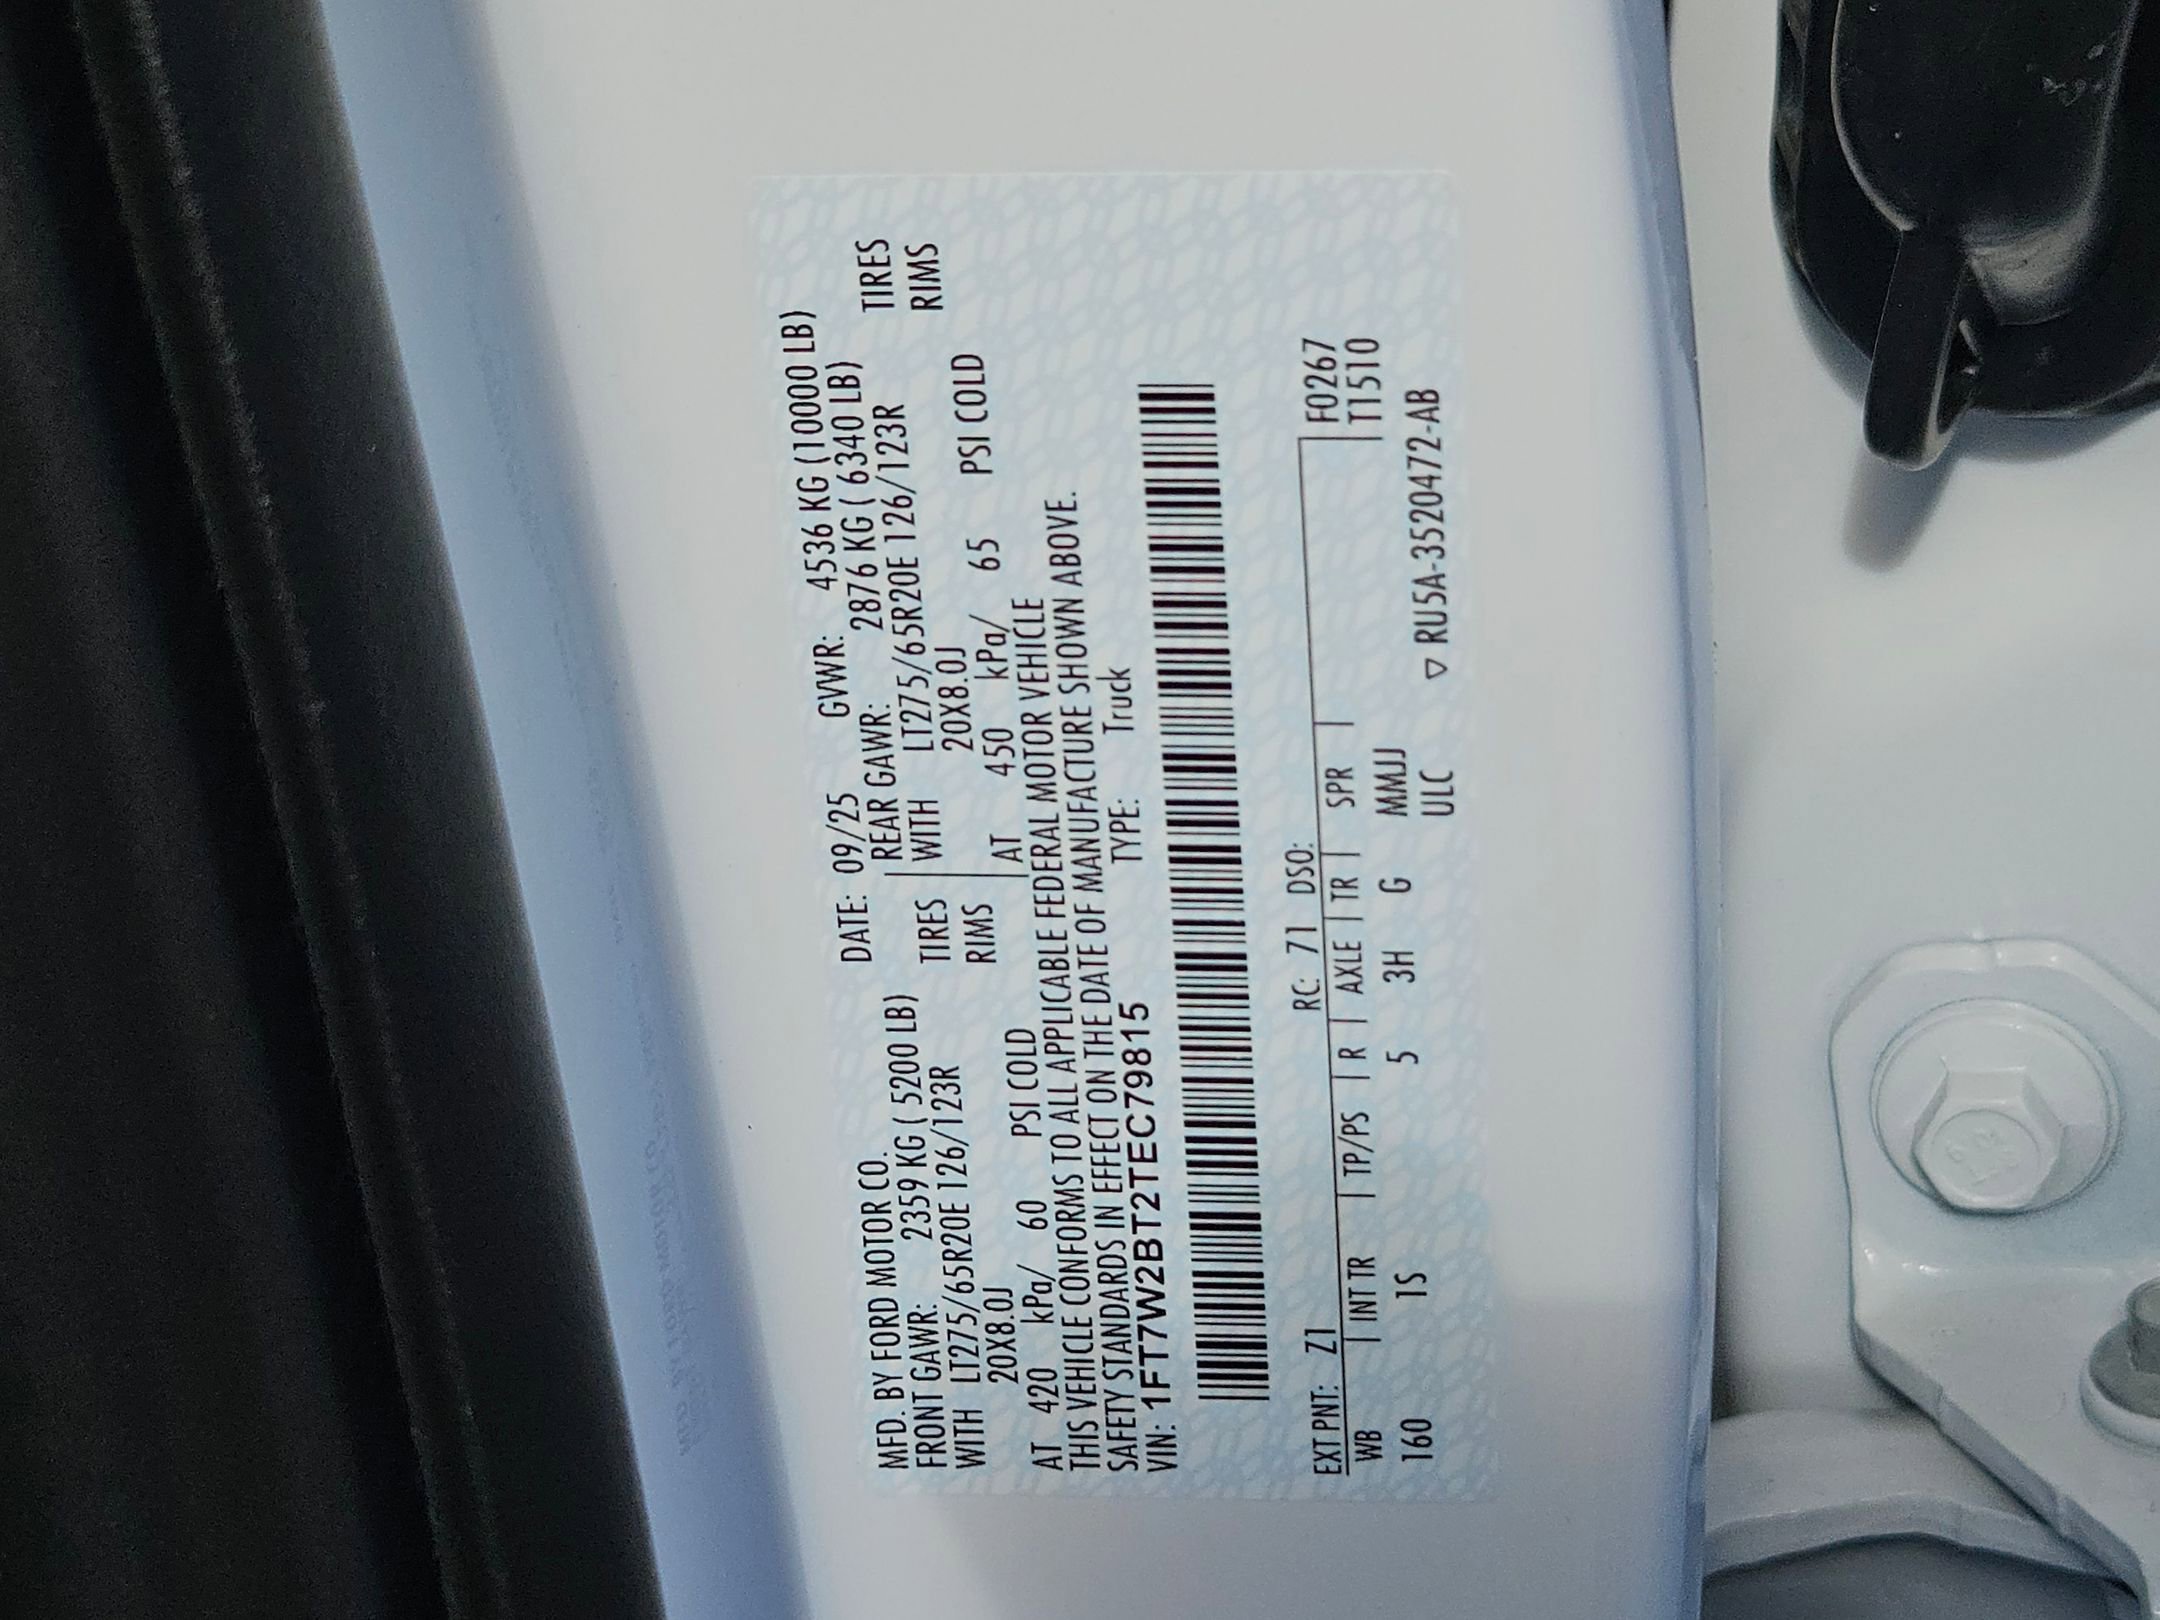 MFD. BY FORD MOTOR CO. DATE: 09/25 GVWR: 4536 KG (10000 LB)
FRONT GAWR: 2359 KG ( 5200 LB) REAR GAWR: 2876 KG ( 6340 LB)
WITH LT275/65R20E 126/123R TIRES WITH LT275/65R20E 126/123R TIRES
20X8.0J RIMS 20X8.0J RIMS
AT 420 kPa/ 60 PSI COLD AT 450 kPa/ 65 PSI COLD
THIS VEHICLE CONFORMS TO ALL APPLICABLE FEDERAL MOTOR VEHICLE
SAFETY STANDARDS IN EFFECT ON THE DATE OF MANUFACTURE SHOWN ABOVE.
VIN: 1FT7W2BT2TEC79815 TYPE: Truck
EXT PNT: Z1 RC: 71 DSO:
WB | INT TR | TP/PS | R | AXLE | TR | SPR | F0267
160 1S 5 3H G MMJJ T1510
ULC ▽ RU5A-3520472-AB